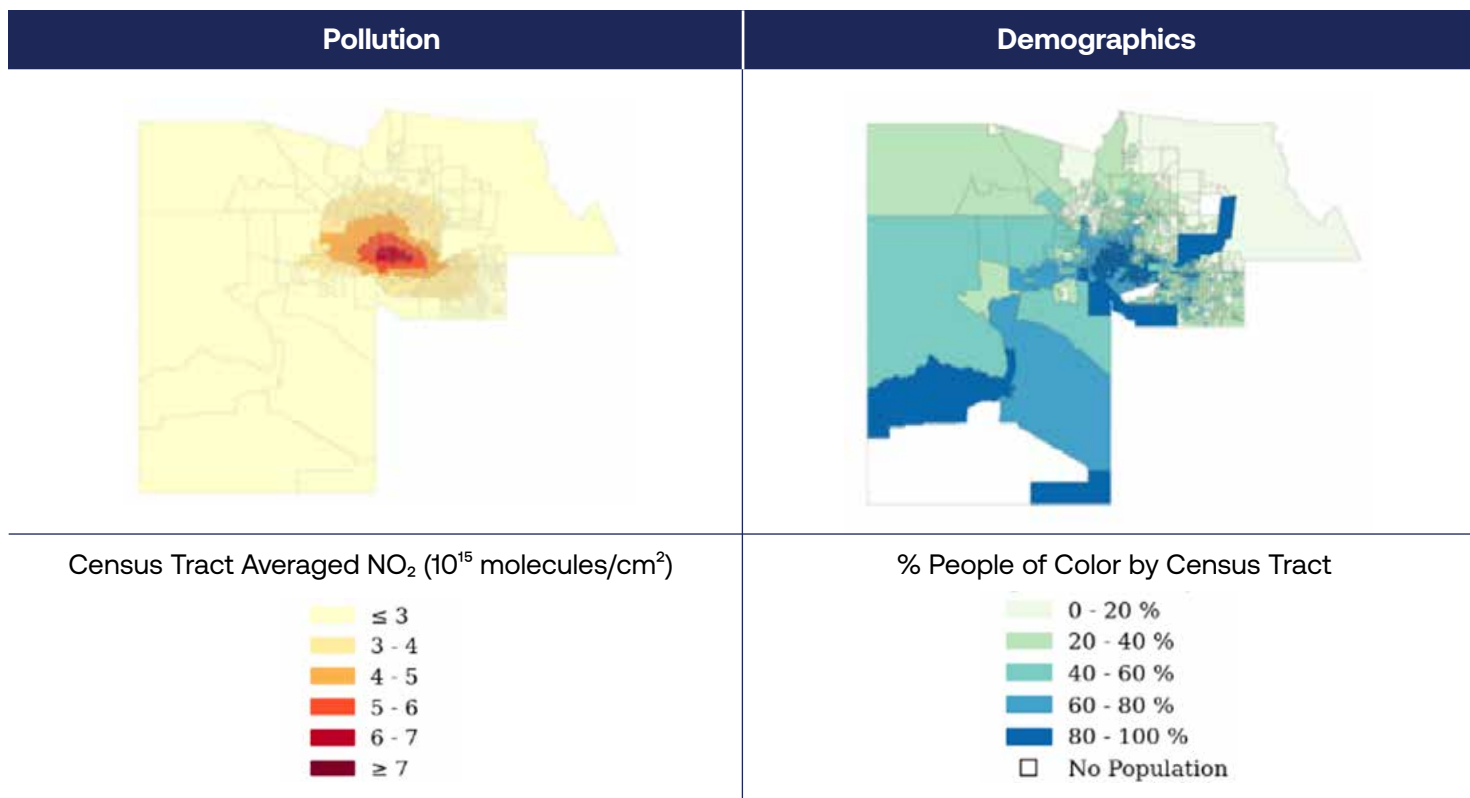 Pollution
Demographics
Census Tract Averaged NO₂ (10¹⁵ molecules/cm²)
≤ 3
3 - 4
4 - 5
5 - 6
6 - 7
≥ 7
% People of Color by Census Tract
0 - 20 %
20 - 40 %
40 - 60 %
60 - 80 %
80 - 100 %
No Population